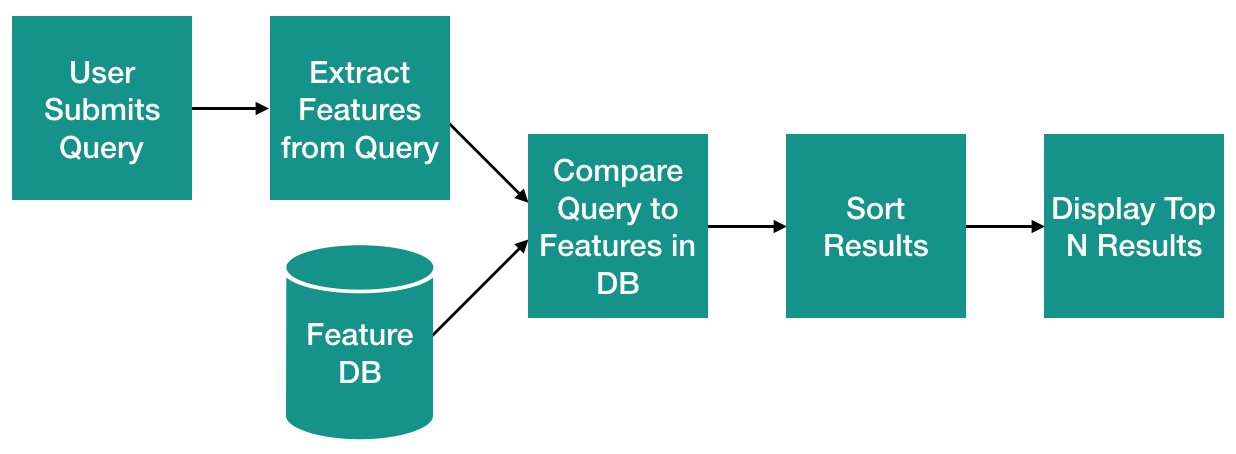 User
Submits
Query
Extract
Features
from Query
Feature
DB
Compare
Query to
Features in
DB
Sort
Results
Display Top
N Results